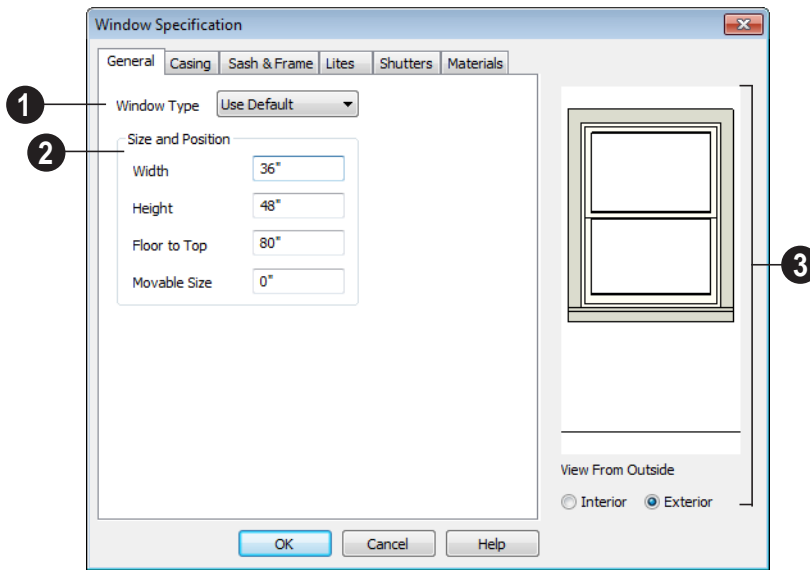 Window Specification
General Casing Sash & Frame Lites Shutters Materials
1 Window Type Use Default
2 Size and Position
Width 36"
Height 48"
Floor to Top 80"
Movable Size 0"
3
View From Outside
Interior Exterior
OK Cancel Help